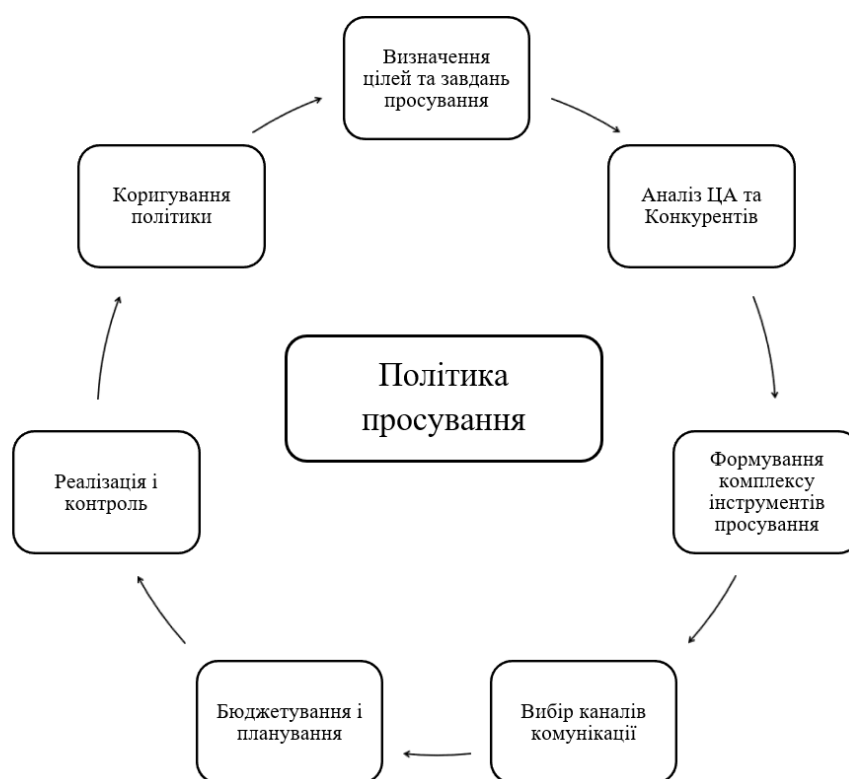 Визначення
цілей та завдань
просування
Аналіз ЦА та
Конкурентів
Формування
комплексу
інструментів
просування
Вибір каналів
комунікації
Бюджетування і
планування
Реалізація і
контроль
Коригування
політики
Політика
просування